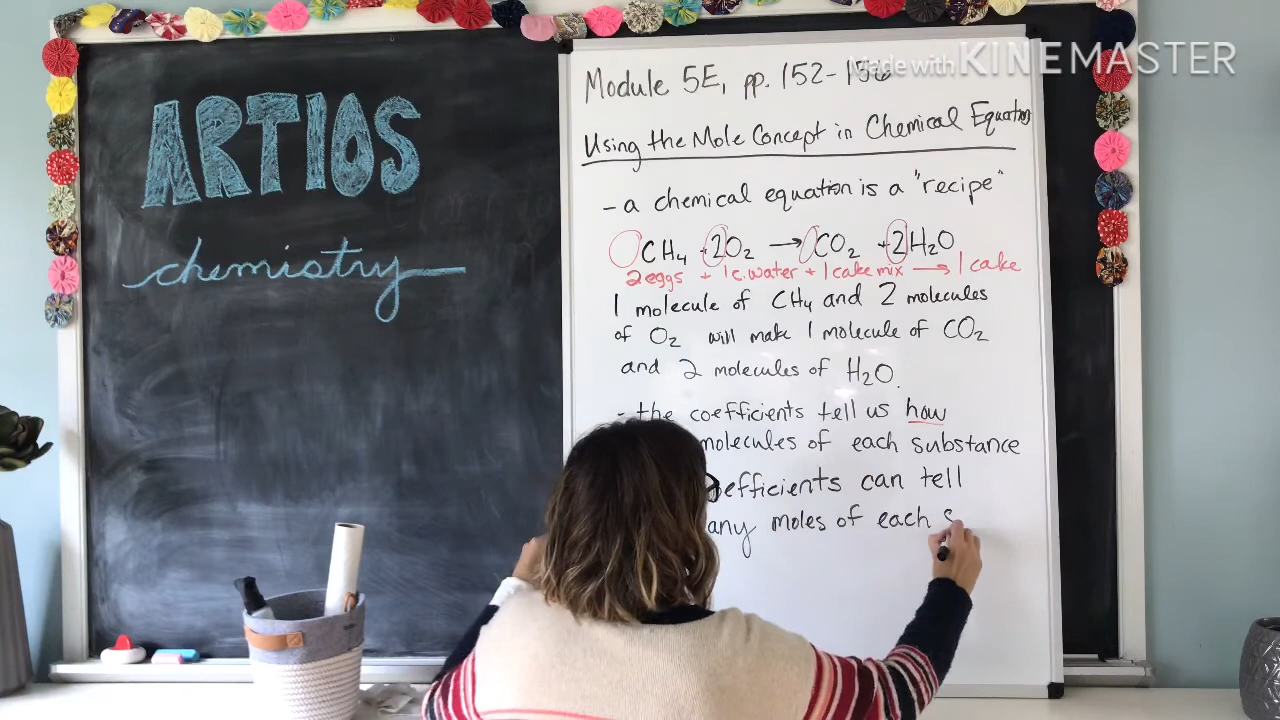 ARTIOS
chemistry
Made with KINEMASTER
Module 5E, pp. 152-156
Using the Mole Concept in Chemical Equations
- a chemical equation is a "recipe"
CH₄ + 2O₂ → CO₂ + 2H₂O
2 eggs + 1 c. water + 1 cake mix → 1 cake
1 molecule of CH₄ and 2 molecules
of O₂ will make 1 molecule of CO₂
and 2 molecules of H₂O.
- the coefficients tell us how
molecules of each substance
oefficients can tell
any moles of each s